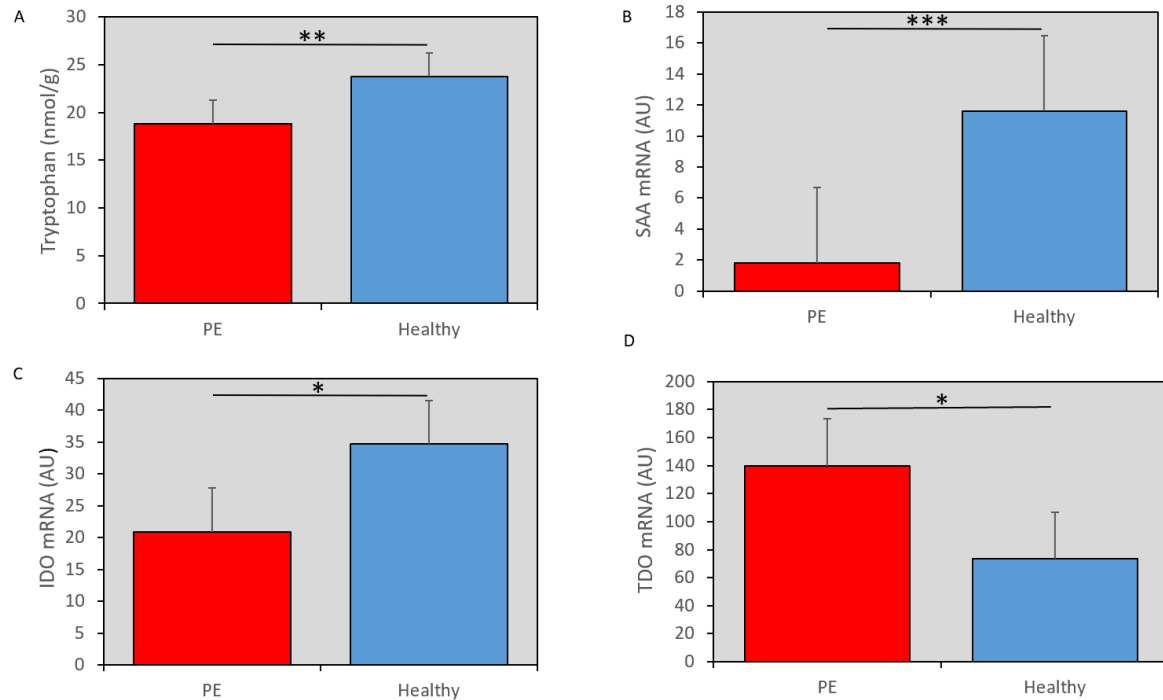 A
Tryptophan (nmol/g)
30
25
20
15
10
5
0
**
PE
Healthy
B
SAA mRNA (AU)
18
16
14
12
10
8
6
4
2
0
***
PE
Healthy
C
IDO mRNA (AU)
45
40
35
30
25
20
15
10
5
0
*
PE
Healthy
D
TDO mRNA (AU)
200
180
160
140
120
100
80
60
40
20
0
*
PE
Healthy